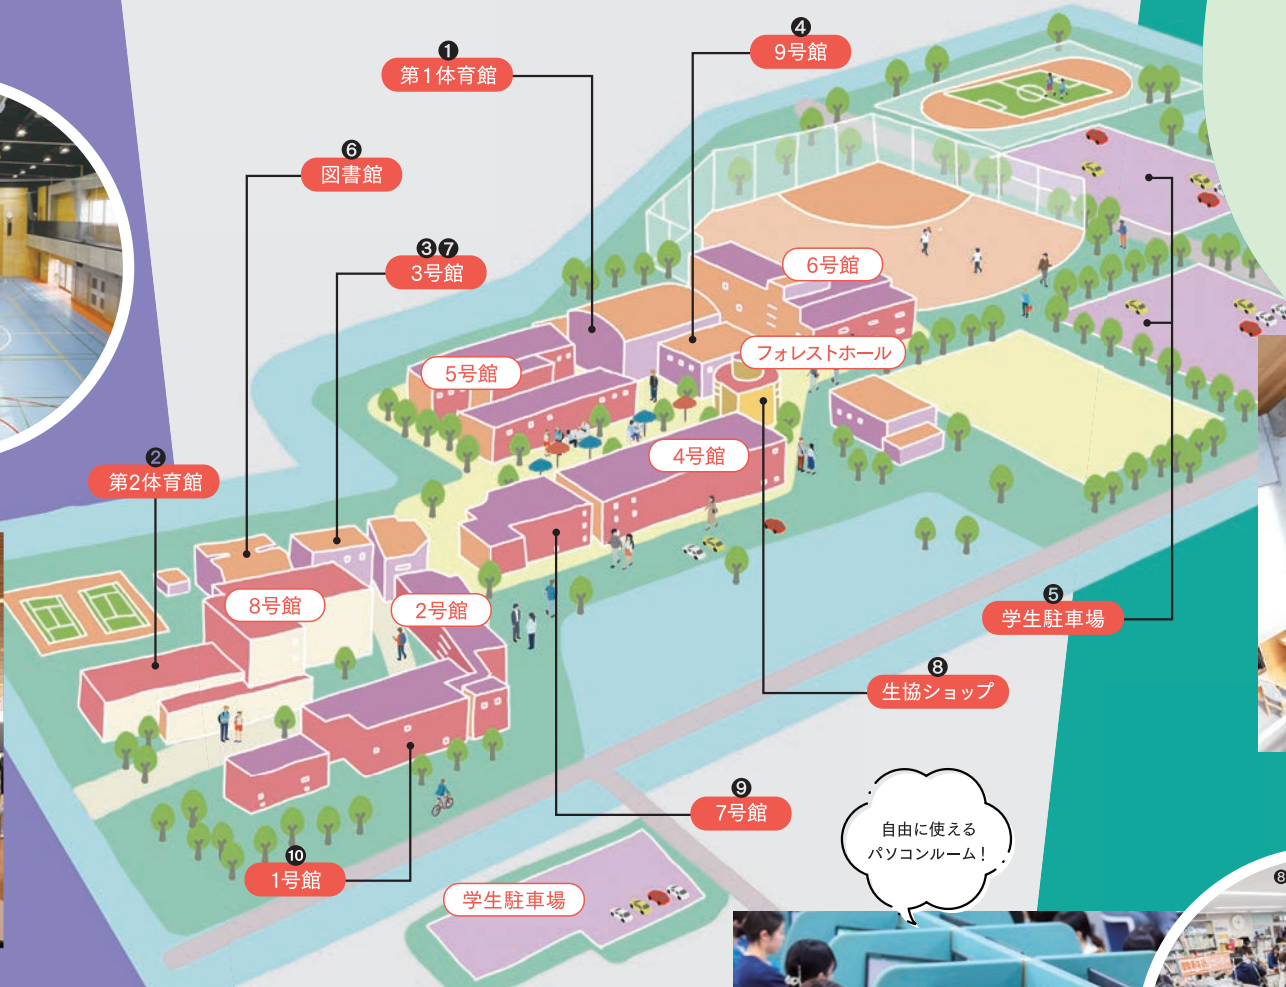 ❹
9号館
❶
第1体育館
❻
図書館
❸❼
3号館
6号館
フォレストホール
5号館
4号館
❷
第2体育館
8号館
2号館
❺
学生駐車場
❽
生協ショップ
❾
7号館
自由に使える
パソコンルーム！
❿
1号館
学生駐車場
❽